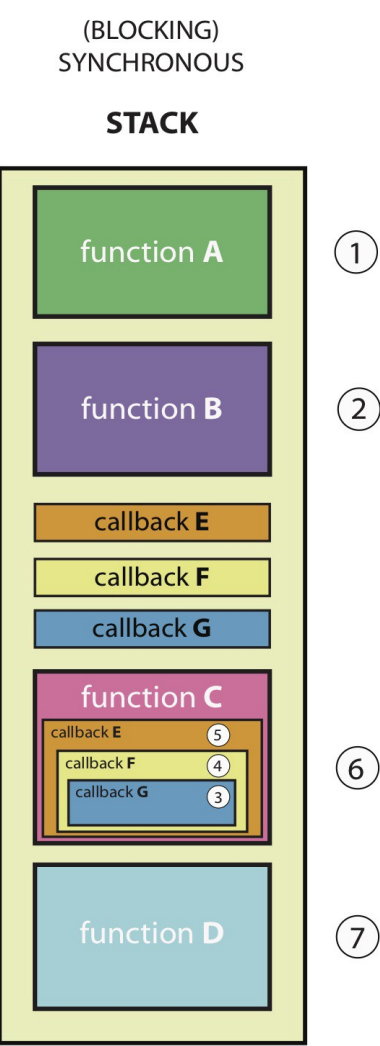 (BLOCKING)
SYNCHRONOUS
STACK
function A
1
function B
2
callback E
callback F
callback G
function C
callback E 5
callback F 4
callback G 3
6
function D
7